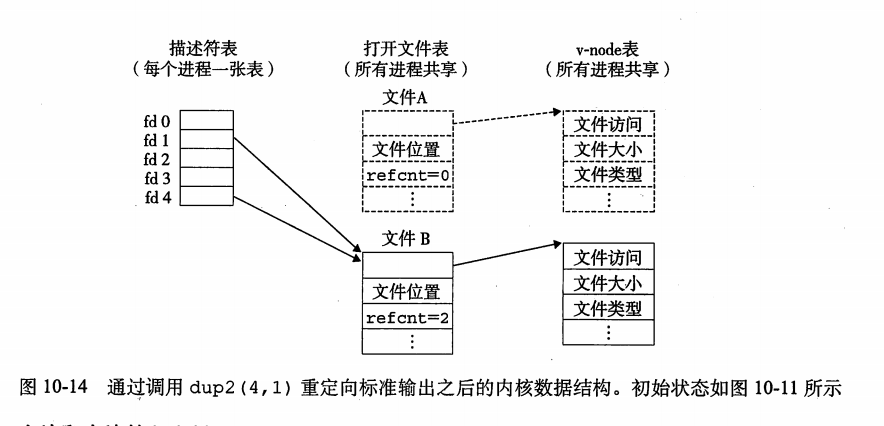 描述符表 打开文件表 v-node表
(每个进程一张表) (所有进程共享) (所有进程共享)
文件A
fd 0
fd 1
fd 2
fd 3
fd 4
文件位置
refcnt=0
⋮
文件访问
文件大小
文件类型
⋮
文件 B
文件位置
refcnt=2
⋮
文件访问
文件大小
文件类型
⋮
图 10-14 通过调用 dup2(4,1) 重定向标准输出之后的内核数据结构。初始状态如图 10-11 所示